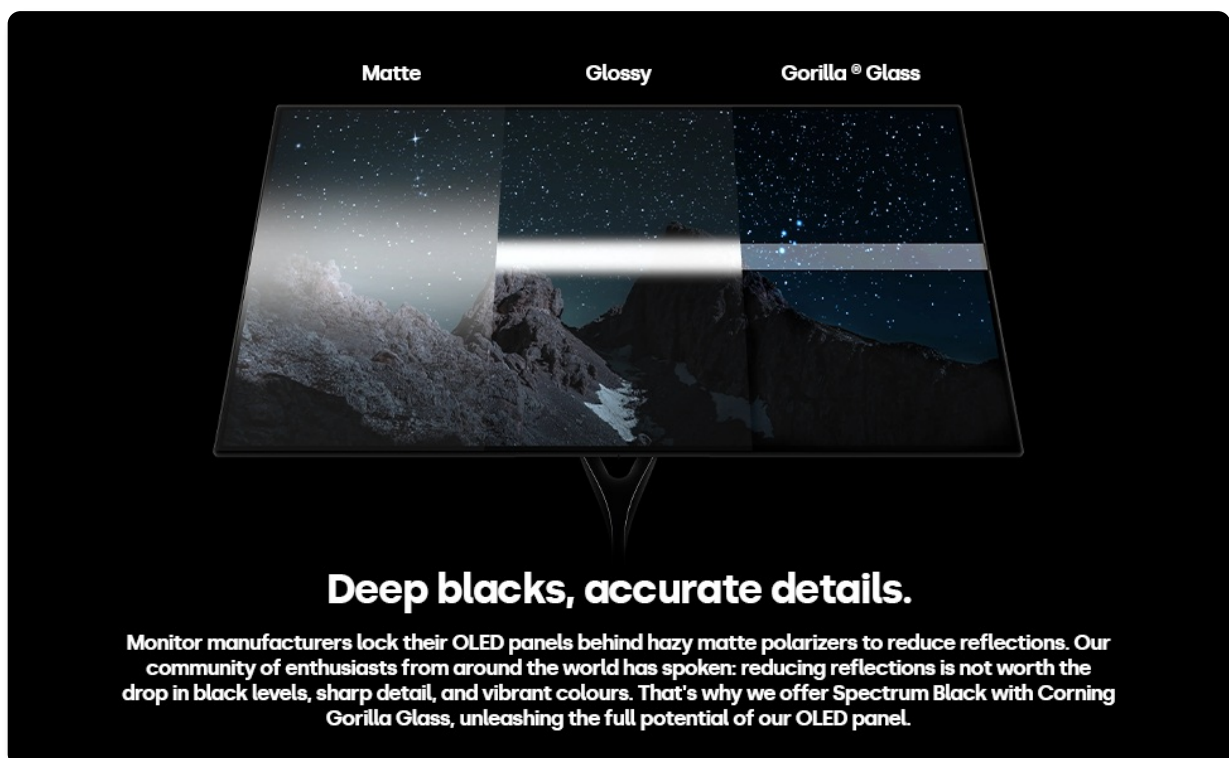 Matte
Glossy
Gorilla ® Glass
Deep blacks, accurate details.
Monitor manufacturers lock their OLED panels behind hazy matte polarizers to reduce reflections. Our
community of enthusiasts from around the world has spoken: reducing reflections is not worth the
drop in black levels, sharp detail, and vibrant colours. That's why we offer Spectrum Black with Corning
Gorilla Glass, unleashing the full potential of our OLED panel.